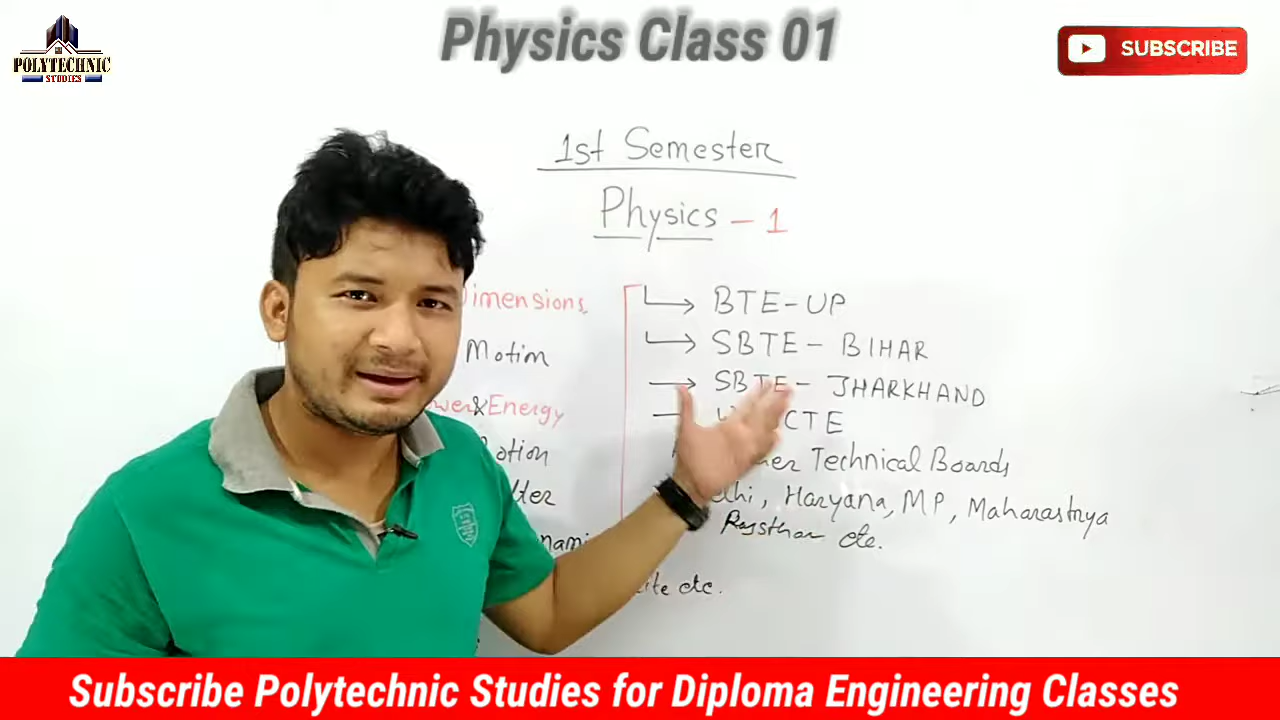 Physics Class 01
POLYTECHNIC
STUDIES
SUBSCRIBE
1st Semester
Physics - 1
Dimensions,
Motion
& Energy
BTE-UP
SBTE - BIHAR
SBTE - JHARKHAND
CTE
Technical Boards
Haryana, MP, Maharastrya
etc.
etc.
Subscribe Polytechnic Studies for Diploma Engineering Classes